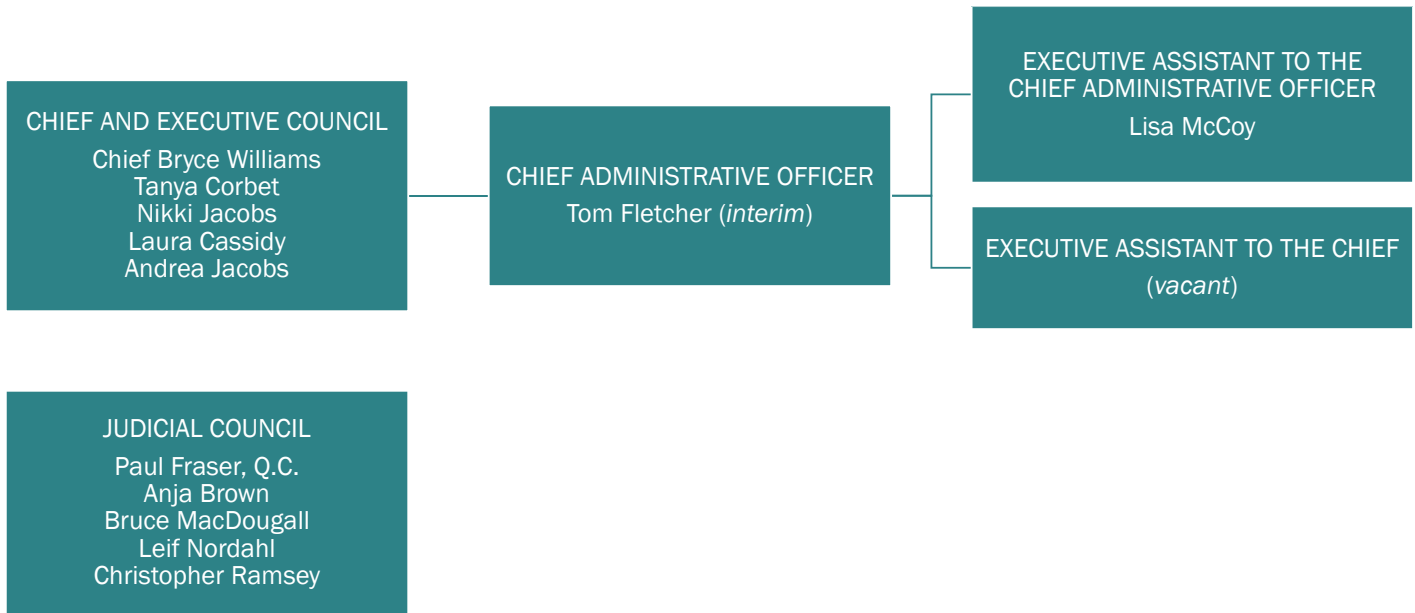 CHIEF AND EXECUTIVE COUNCIL
Chief Bryce Williams
Tanya Corbet
Nikki Jacobs
Laura Cassidy
Andrea Jacobs
CHIEF ADMINISTRATIVE OFFICER
Tom Fletcher (interim)
EXECUTIVE ASSISTANT TO THE
CHIEF ADMINISTRATIVE OFFICER
Lisa McCoy
EXECUTIVE ASSISTANT TO THE CHIEF
(vacant)
JUDICIAL COUNCIL
Paul Fraser, Q.C.
Anja Brown
Bruce MacDougall
Leif Nordahl
Christopher Ramsey